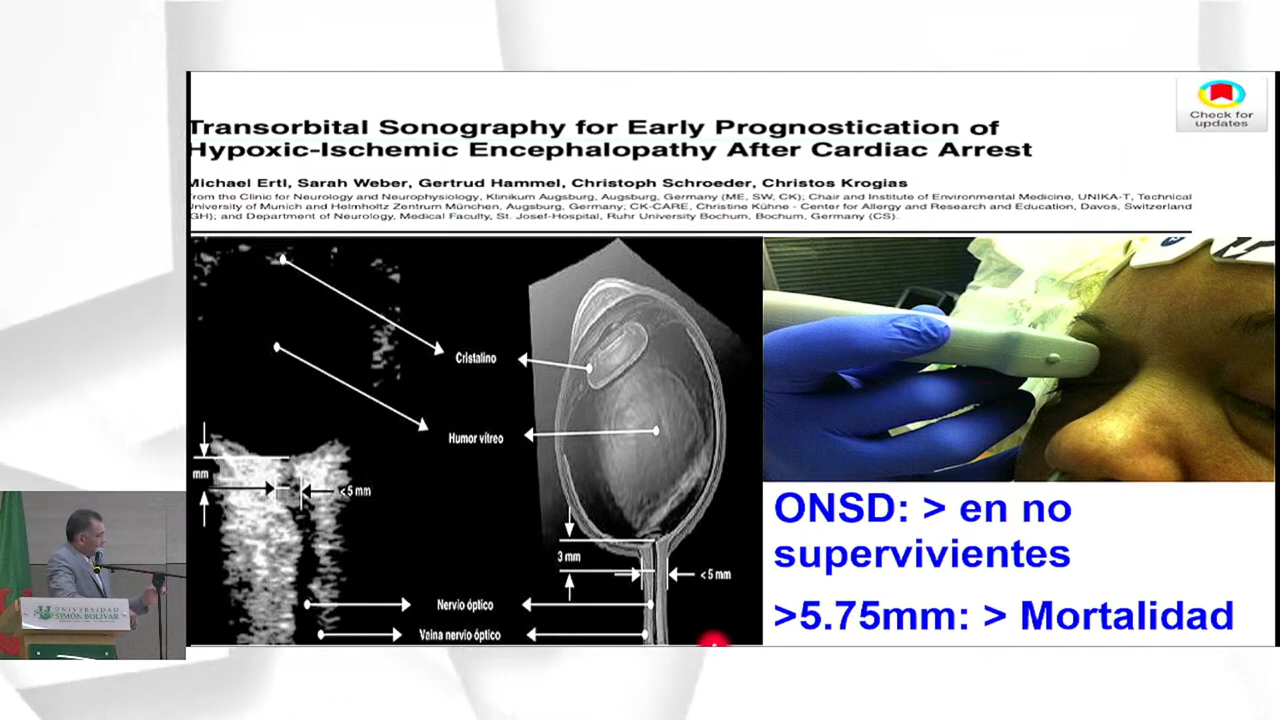 Check for
updates
Transorbital Sonography for Early Prognostication of
Hypoxic-Ischemic Encephalopathy After Cardiac Arrest
Michael Ertl, Sarah Weber, Gertrud Hammel, Christoph Schroeder, Christos Krogias
rom the Clinic for Neurology and Neurophysiology, Klinikum Augsburg, Augsburg, Germany (ME, SW, CK); Chair and Institute of Environmental Medicine, UNIKA-T, Technical
University of Munich and Helmholtz Zentrum München, Augsburg, Germany; CK-CARE, Christine Kühne - Center for Allergy and Research and Education, Davos, Switzerland
GH); and Department of Neurology, Medical Faculty, St. Josef-Hospital, Ruhr University Bochum, Bochum, Germany (CS).
Cristalino
Humor vítreo
mm
<5 mm
3 mm
<5 mm
Nervio óptico
Vaina nervio óptico
ONSD: > en no
supervivientes
>5.75mm: > Mortalidad
UNIVERSIDAD
SIMÓN BOLÍVAR